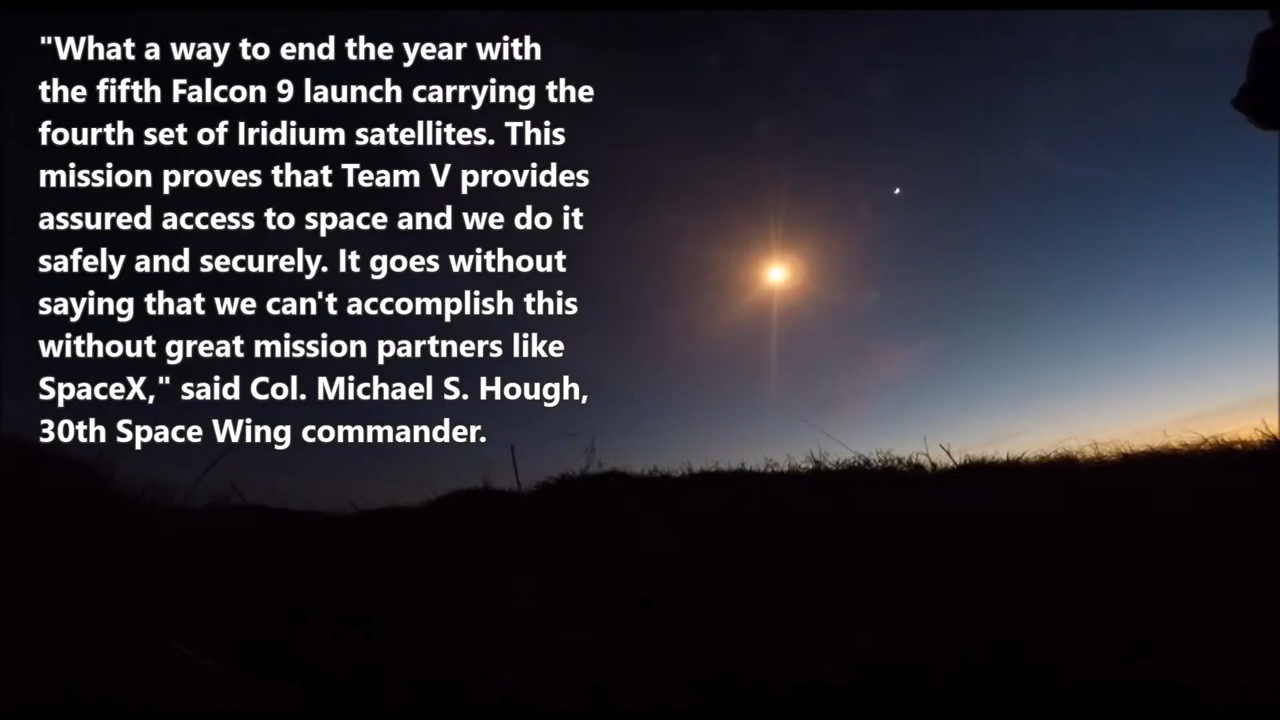 "What a way to end the year with
the fifth Falcon 9 launch carrying the
fourth set of Iridium satellites. This
mission proves that Team V provides
assured access to space and we do it
safely and securely. It goes without
saying that we can't accomplish this
without great mission partners like
SpaceX," said Col. Michael S. Hough,
30th Space Wing commander.